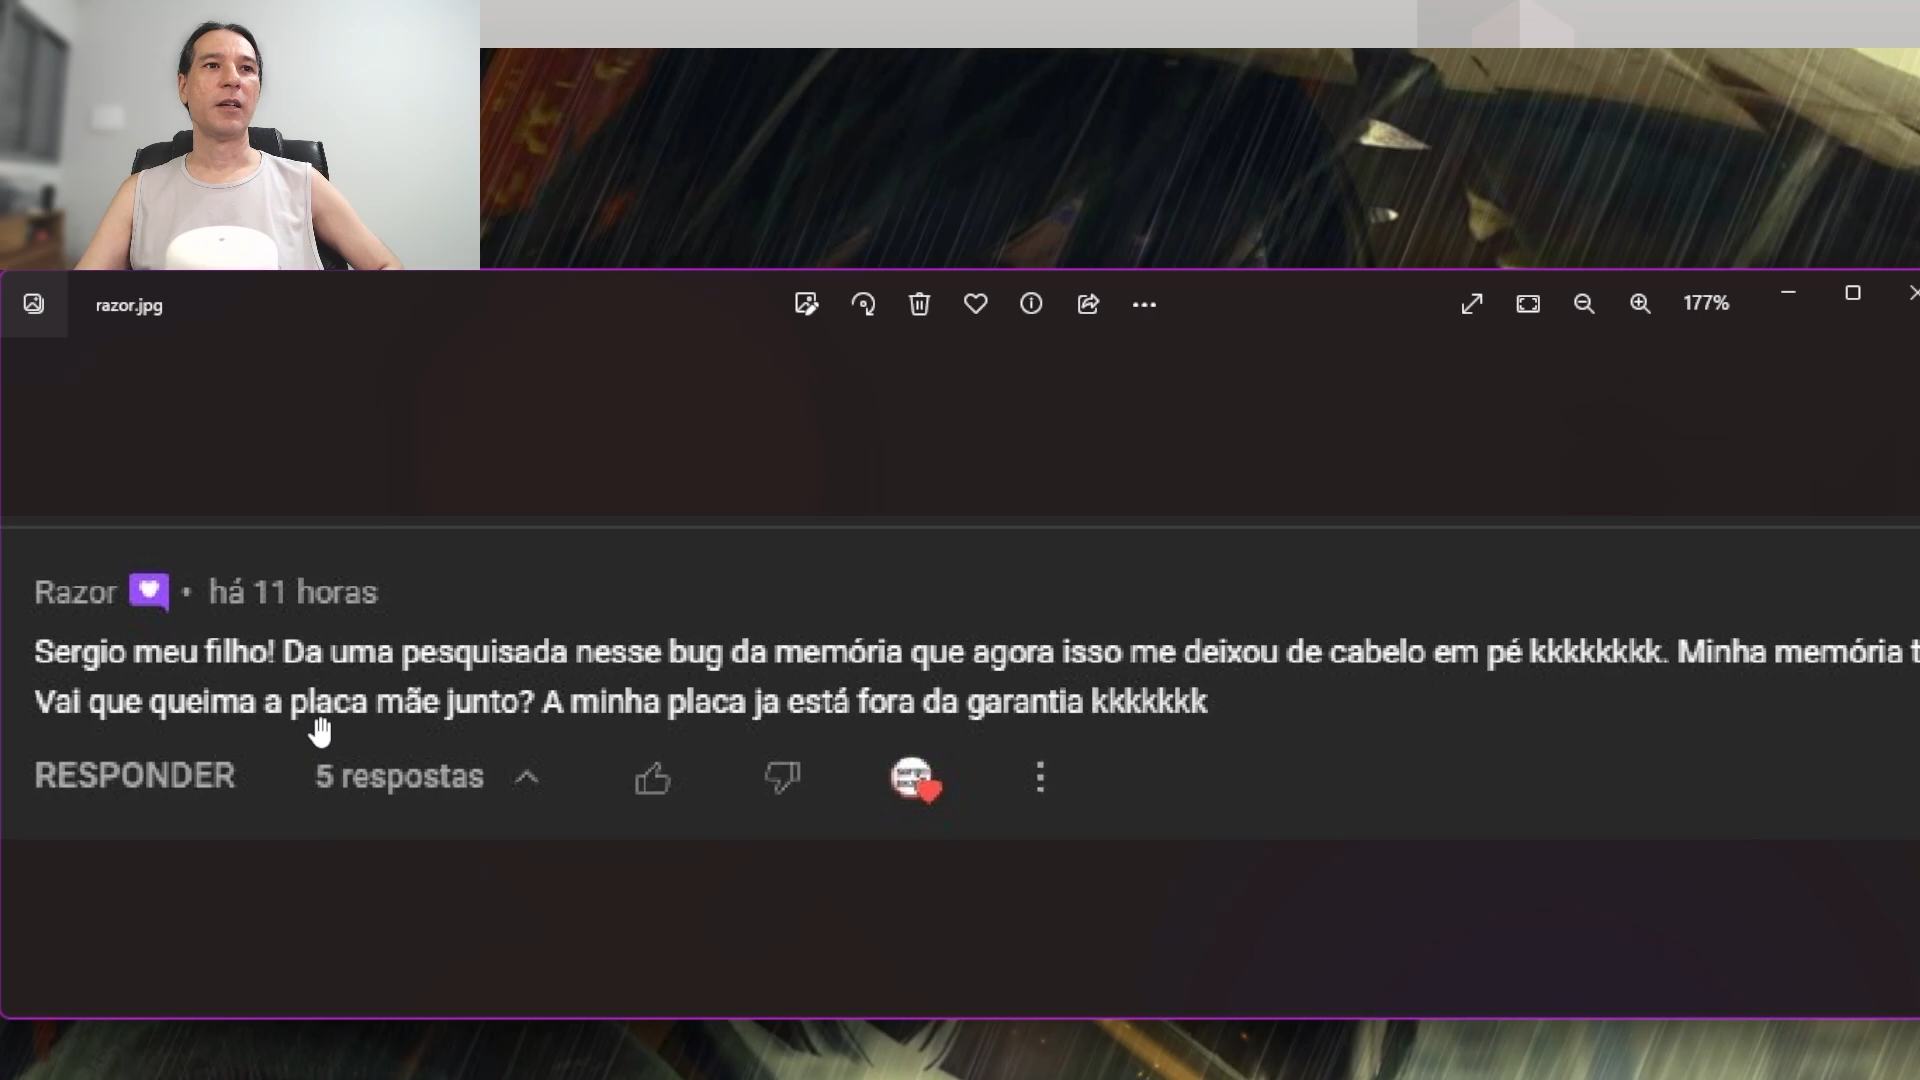 razor.jpg
177%
Razor • há 11 horas
Sergio meu filho! Da uma pesquisada nesse bug da memória que agora isso me deixou de cabelo em pé kkkkkkkk. Minha memória t
Vai que queima a placa mãe junto? A minha placa ja está fora da garantia kkkkkkk
RESPONDER 5 respostas